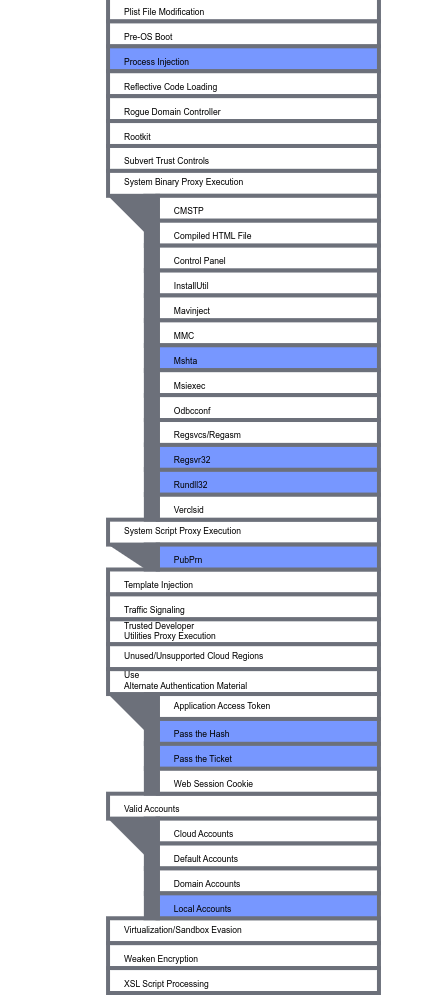 Plist File Modification
Pre-OS Boot
Process Injection
Reflective Code Loading
Rogue Domain Controller
Rootkit
Subvert Trust Controls
System Binary Proxy Execution
CMSTP
Compiled HTML File
Control Panel
InstallUtil
Mavinject
MMC
Mshta
Msiexec
Odbcconf
Regsvcs/Regasm
Regsvr32
Rundll32
Verclsid
System Script Proxy Execution
PubPrn
Template Injection
Traffic Signaling
Trusted Developer
Utilities Proxy Execution
Unused/Unsupported Cloud Regions
Use
Alternate Authentication Material
Application Access Token
Pass the Hash
Pass the Ticket
Web Session Cookie
Valid Accounts
Cloud Accounts
Default Accounts
Domain Accounts
Local Accounts
Virtualization/Sandbox Evasion
Weaken Encryption
XSL Script Processing